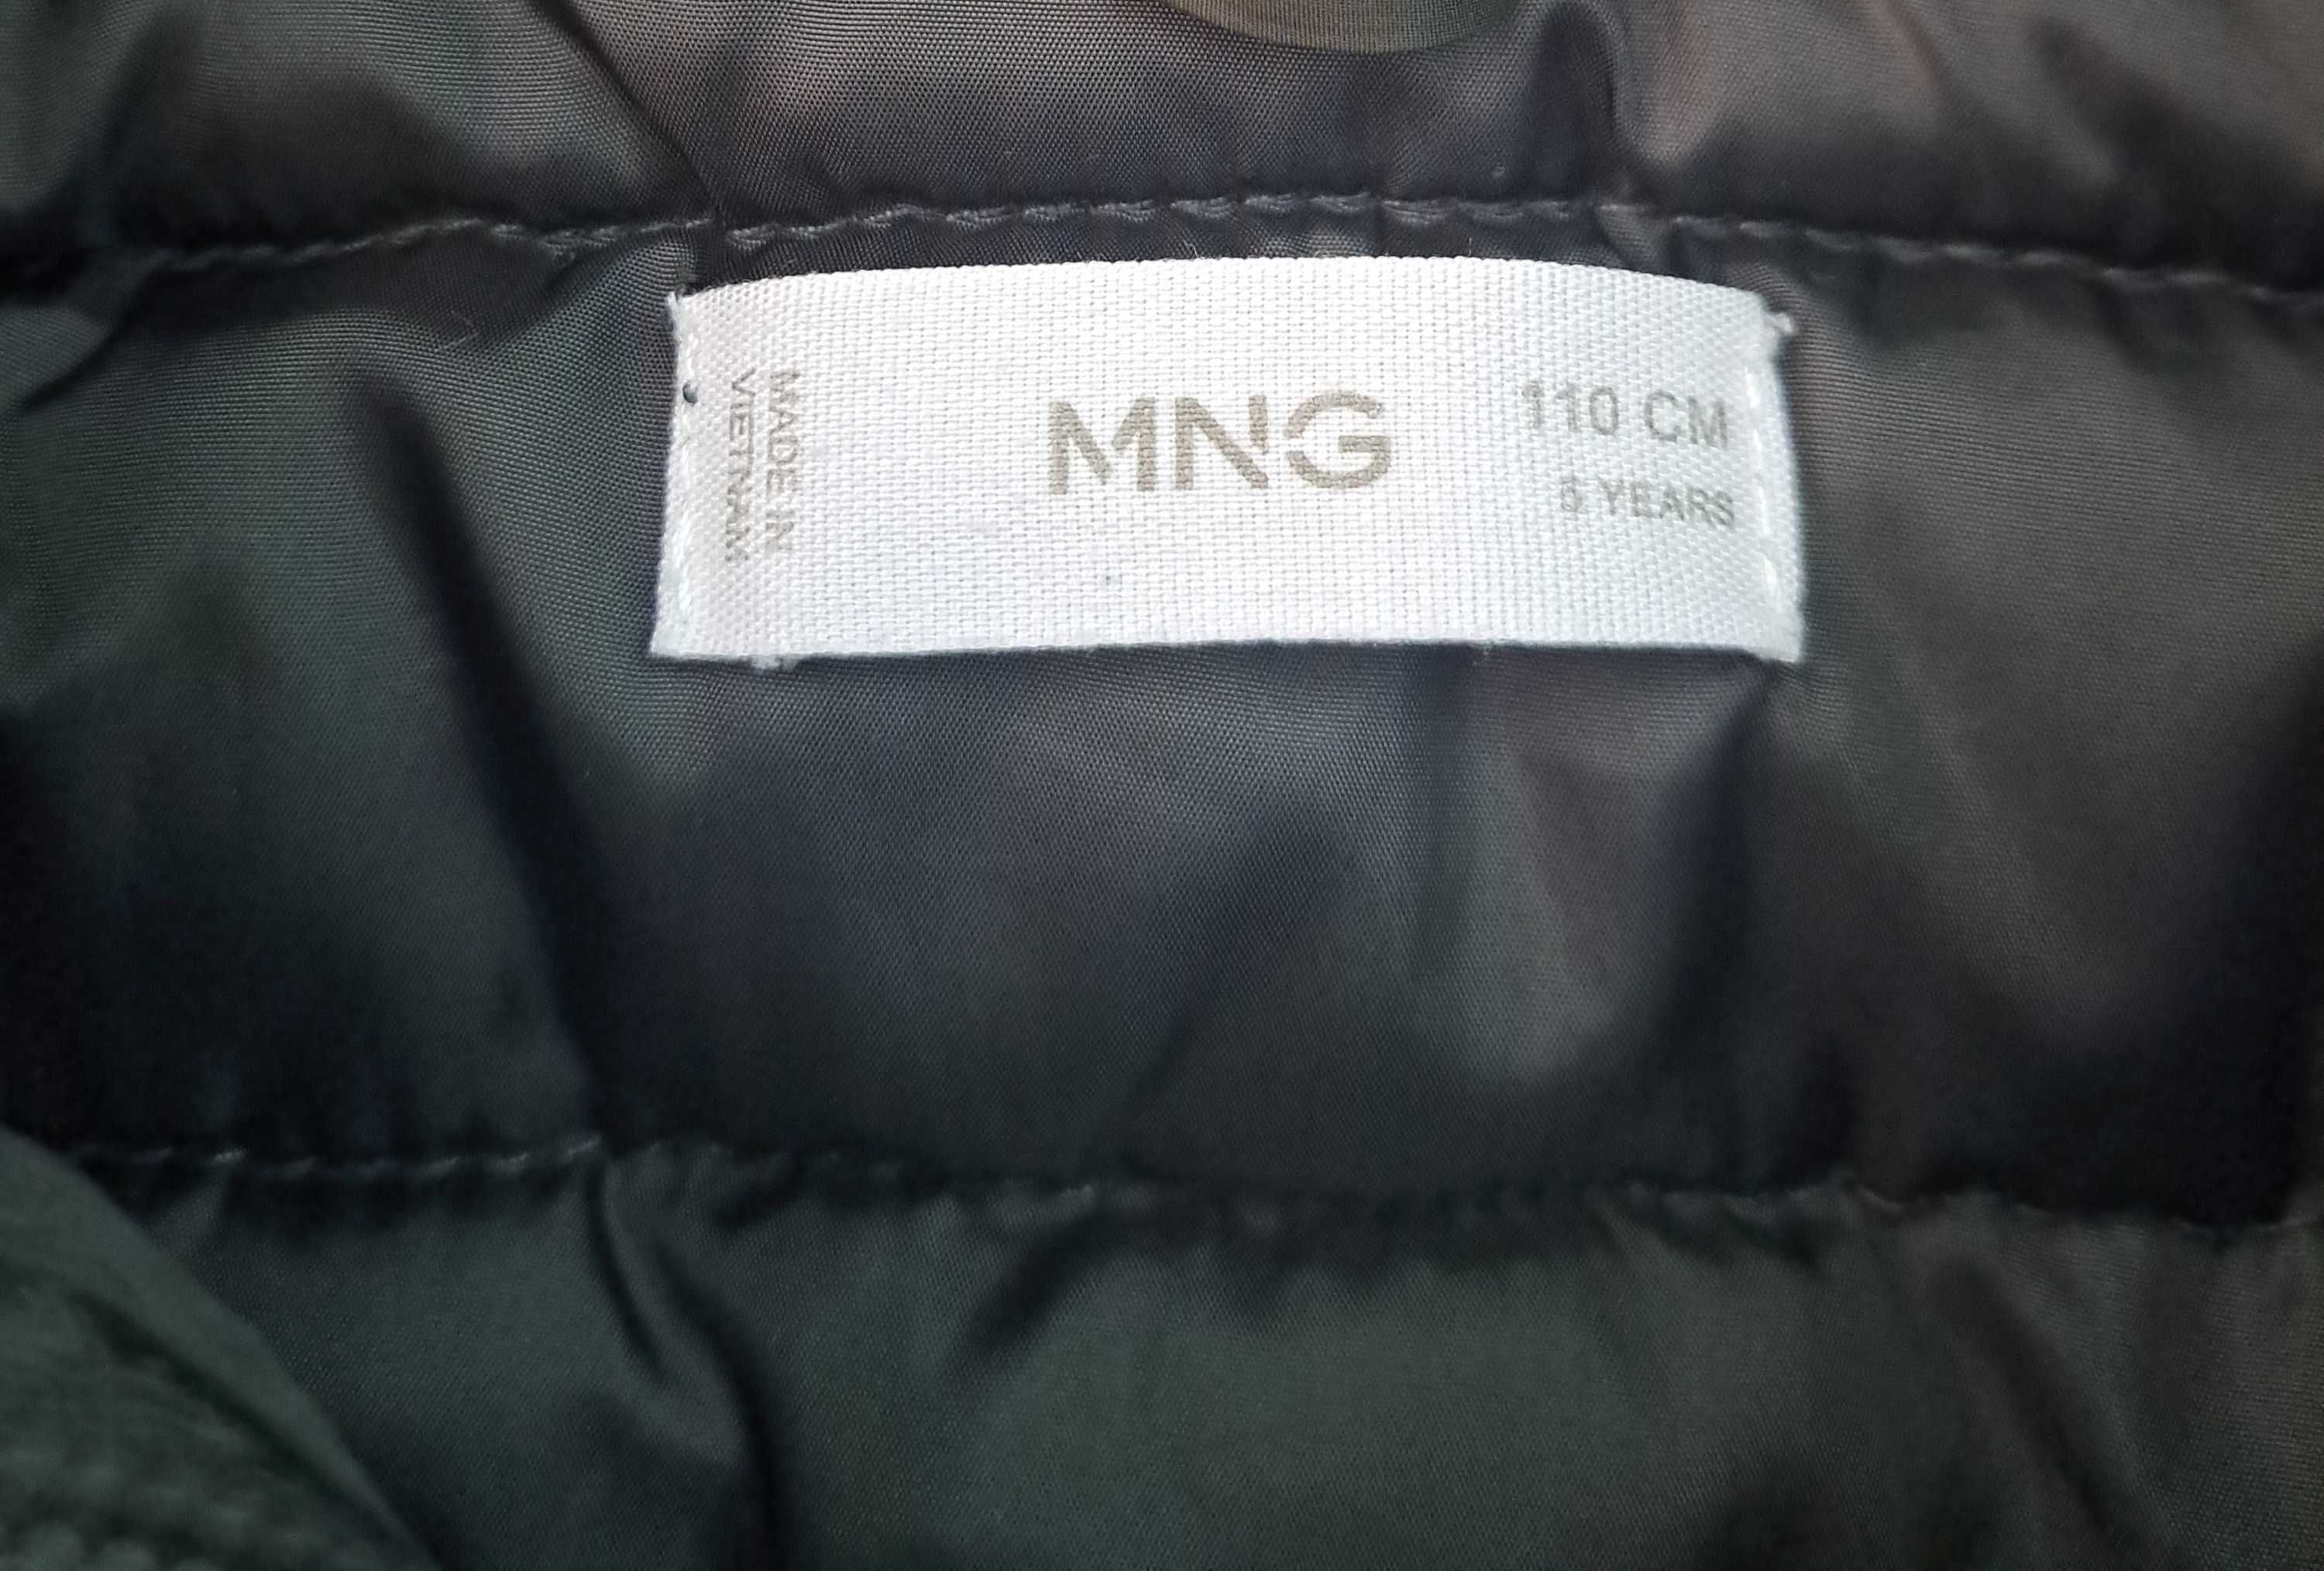 MADE IN
VIETNAM
MNG
110 CM
5 YEARS